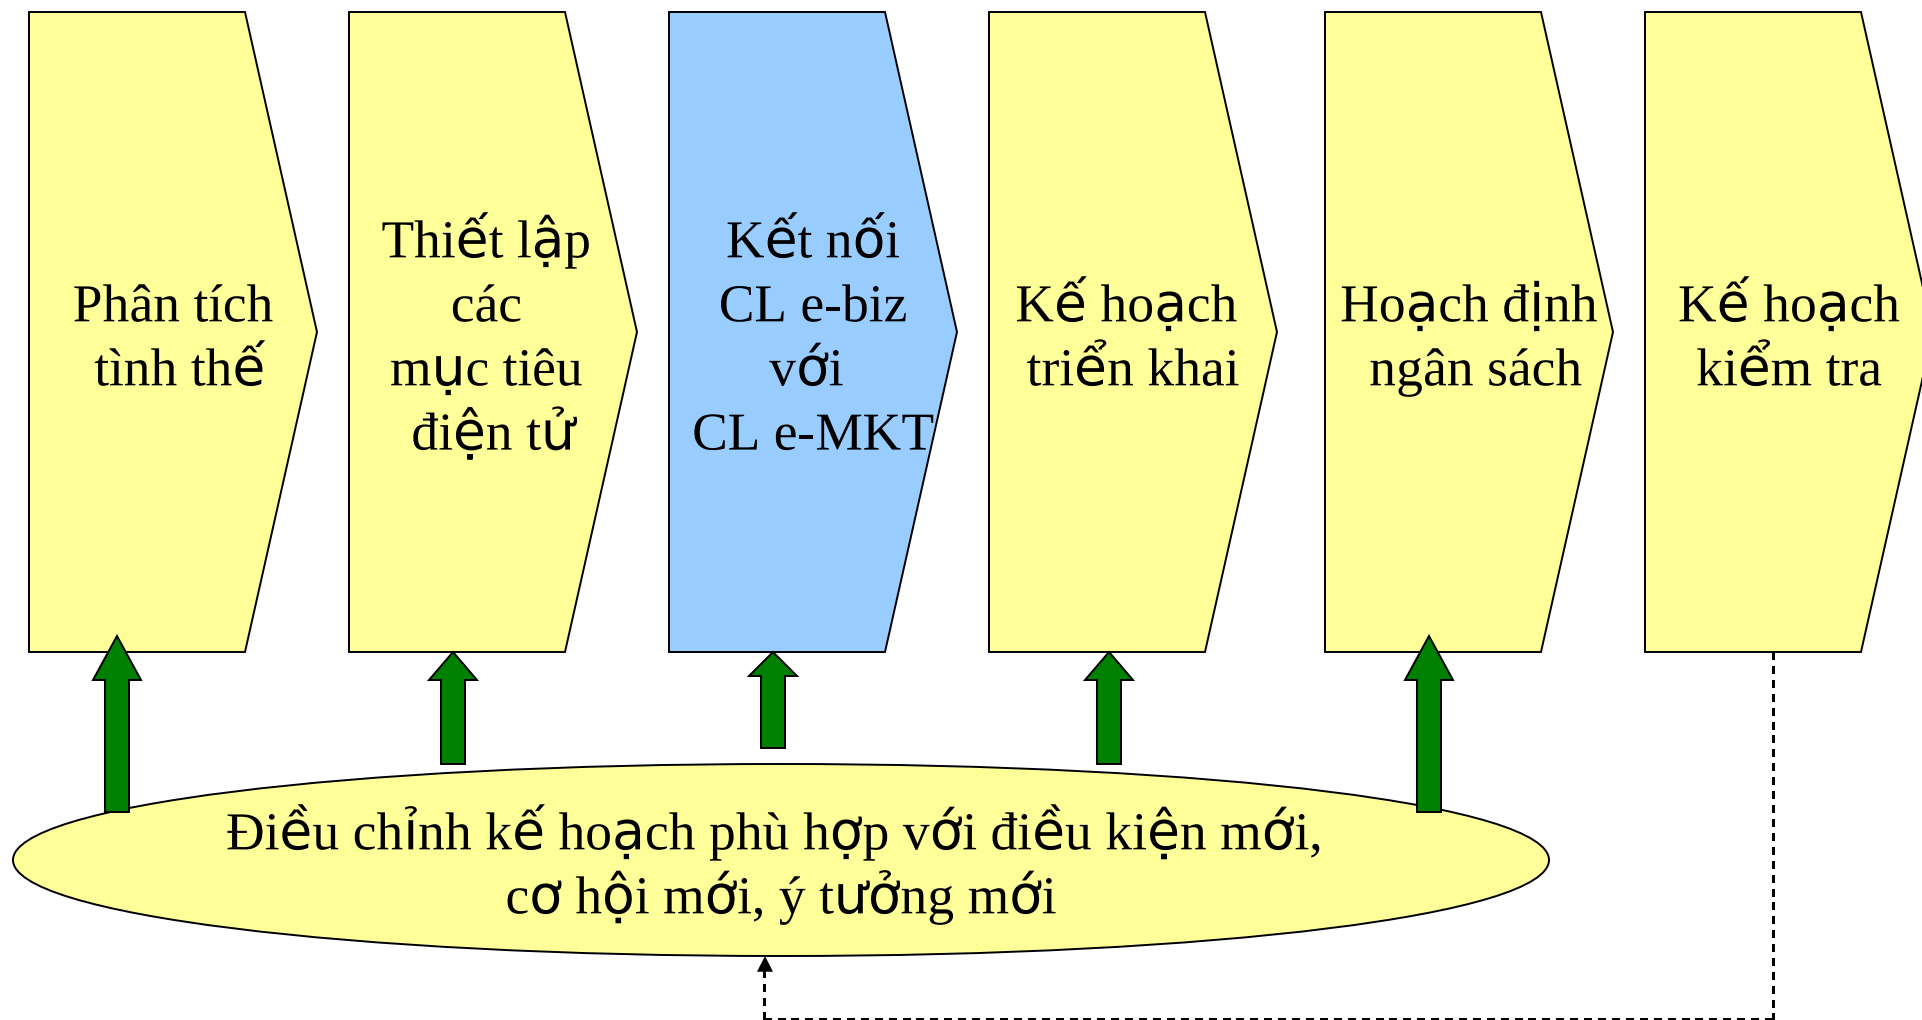 Phân tích
tình thế
Thiết lập
các
mục tiêu
điện tử
Kết nối
CL e-biz
với
CL e-MKT
Kế hoạch
triển khai
Hoạch định
ngân sách
Kế hoạch
kiểm tra
Điều chỉnh kế hoạch phù hợp với điều kiện mới,
cơ hội mới, ý tưởng mới